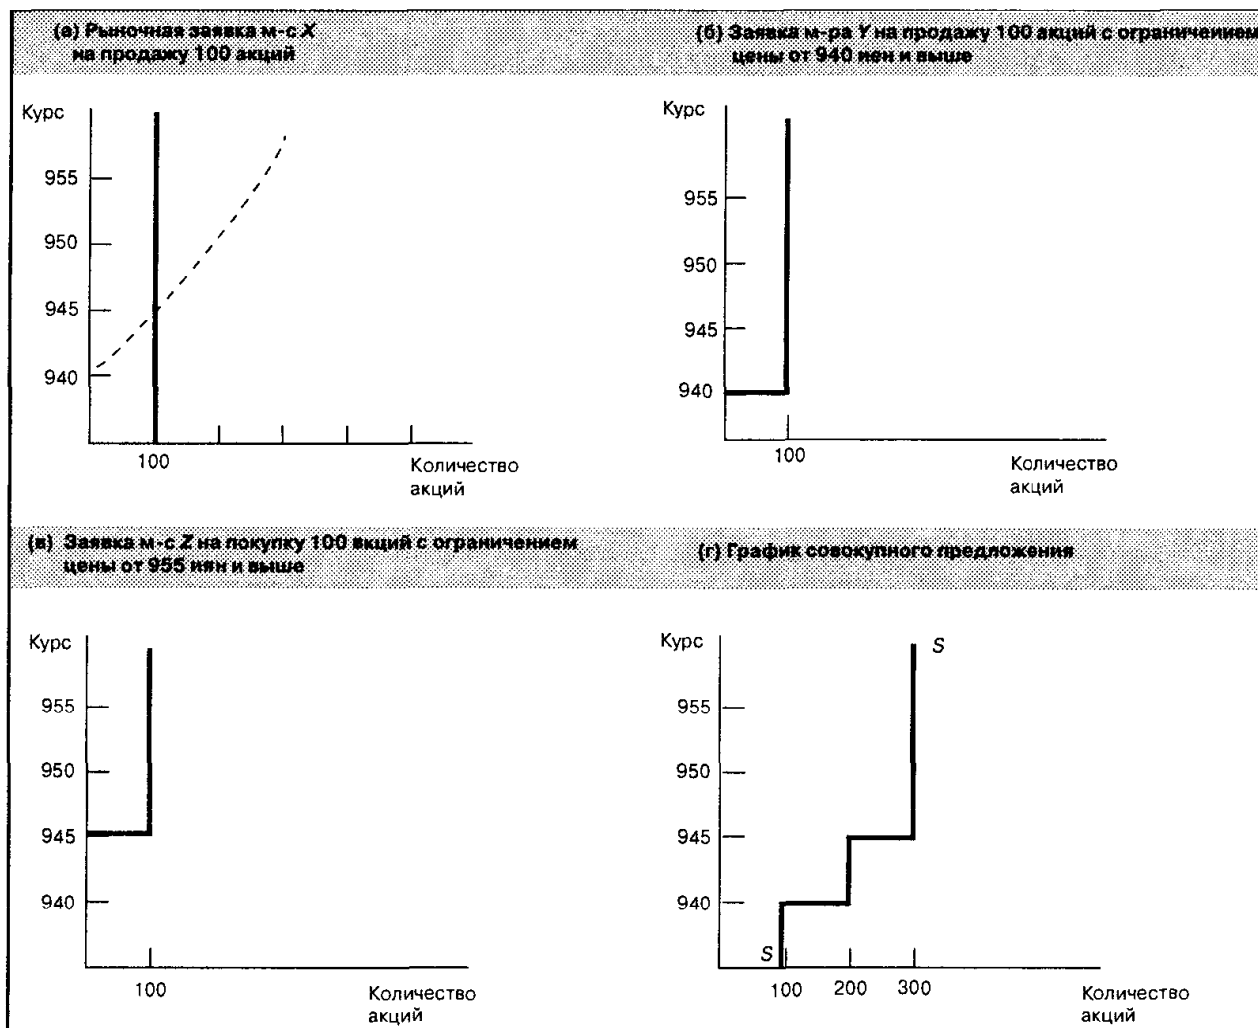 (а) Рыночная заявка м-с X
на продажу 100 акций
Курс
955
950
945
940
100
Количество
акций
(б) Заявка м-ра Y на продажу 100 акций с ограничением
цены от 940 иен и выше
Курс
955
950
945
940
100
Количество
акций
(в) Заявка м-с Z на покупку 100 акций с ограничением
цены от 955 иян и выше
Курс
955
950
945
940
100
Количество
акций
(г) График совокупного предложения
Курс
S
955
950
945
940
S
100 200 300
Количество
акций